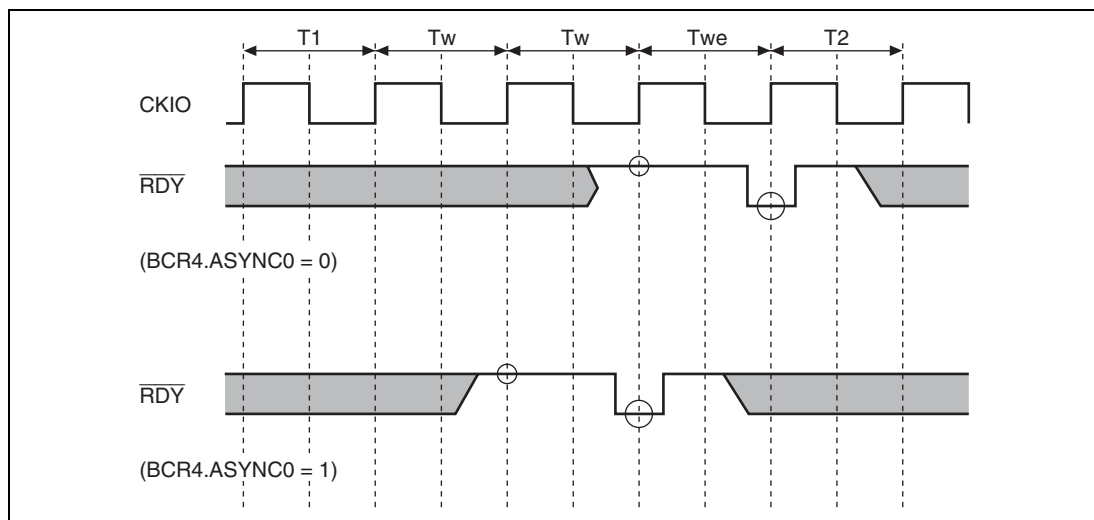 T1 Tw Tw Twe T2
CKIO
RDY
(BCR4.ASYNC0 = 0)
RDY
(BCR4.ASYNC0 = 1)